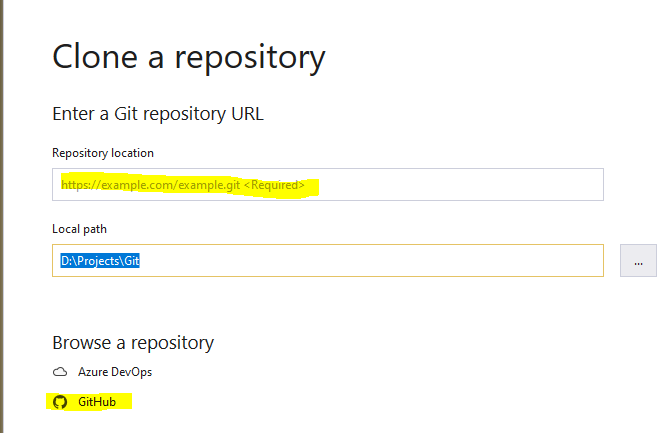 Clone a repository
Enter a Git repository URL
Repository location
https://example.com/example.git <Required>
Local path
D:\Projects\Git
...
Browse a repository
Azure DevOps
GitHub